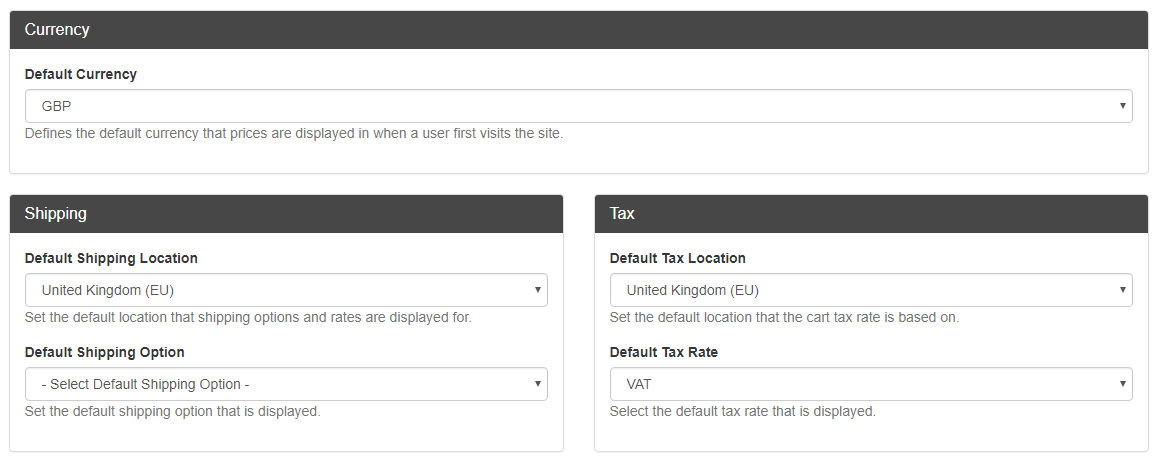 Currency
Default Currency
GBP
Defines the default currency that prices are displayed in when a user first visits the site.
Shipping
Default Shipping Location
United Kingdom (EU)
Set the default location that shipping options and rates are displayed for.
Default Shipping Option
- Select Default Shipping Option -
Set the default shipping option that is displayed.
Tax
Default Tax Location
United Kingdom (EU)
Set the default location that the cart tax rate is based on.
Default Tax Rate
VAT
Select the default tax rate that is displayed.